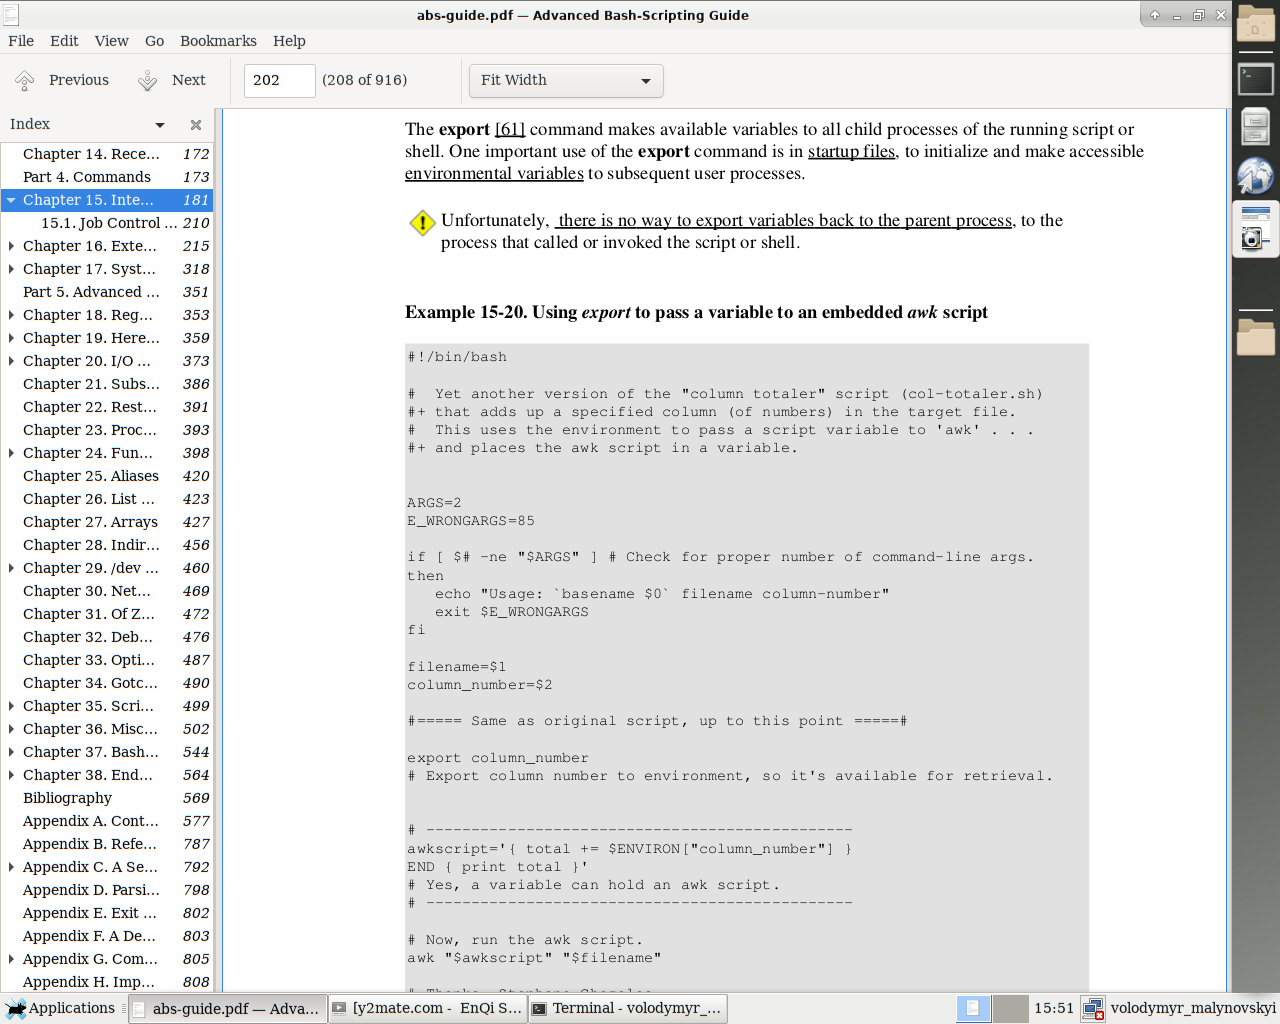 abs-guide.pdf — Advanced Bash-Scripting Guide
File Edit View Go Bookmarks Help
Previous Next 202 (208 of 916) Fit Width
Index
Chapter 14. Rece... 172
Part 4. Commands 173
Chapter 15. Inte... 181
15.1. Job Control ... 210
Chapter 16. Exte... 215
Chapter 17. Syst... 318
Part 5. Advanced ... 351
Chapter 18. Reg... 353
Chapter 19. Here... 359
Chapter 20. I/O ... 373
Chapter 21. Subs... 386
Chapter 22. Rest... 391
Chapter 23. Proc... 393
Chapter 24. Fun... 398
Chapter 25. Aliases 420
Chapter 26. List ... 423
Chapter 27. Arrays 427
Chapter 28. Indir... 456
Chapter 29. /dev ... 460
Chapter 30. Net... 469
Chapter 31. Of Z... 472
Chapter 32. Deb... 476
Chapter 33. Opti... 487
Chapter 34. Gotc... 490
Chapter 35. Scri... 499
Chapter 36. Misc... 502
Chapter 37. Bash... 544
Chapter 38. End... 564
Bibliography 569
Appendix A. Cont... 577
Appendix B. Refe... 787
Appendix C. A Se... 792
Appendix D. Parsi... 798
Appendix E. Exit ... 802
Appendix F. A De... 803
Appendix G. Com... 805
Appendix H. Imp... 808
The export [61] command makes available variables to all child processes of the running script or
shell. One important use of the export command is in startup files, to initialize and make accessible
environmental variables to subsequent user processes.
Unfortunately, there is no way to export variables back to the parent process, to the
process that called or invoked the script or shell.
Example 15-20. Using export to pass a variable to an embedded awk script
#!/bin/bash
#  Yet another version of the "column totaler" script (col-totaler.sh)
#+ that adds up a specified column (of numbers) in the target file.
#  This uses the environment to pass a script variable to 'awk' . . .
#+ and places the awk script in a variable.
ARGS=2
E_WRONGARGS=85
if [ $# -ne "$ARGS" ] # Check for proper number of command-line args.
then
   echo "Usage: `basename $0` filename column-number"
   exit $E_WRONGARGS
fi
filename=$1
column_number=$2
#===== Same as original script, up to this point =====#
export column_number
# Export column number to environment, so it's available for retrieval.
# -----------------------------------------------
awkscript='{ total += $ENVIRON["column_number"] }
END { print total }'
# Yes, a variable can hold an awk script.
# -----------------------------------------------
# Now, run the awk script.
awk "$awkscript" "$filename"
Applications abs-guide.pdf — Adva... [y2mate.com - EnQi S... Terminal - volodymyr_... 15:51 volodymyr_malynovskyi